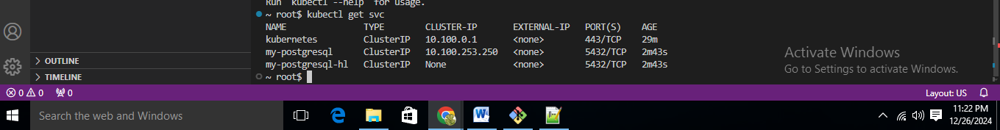 Run 'kubectl --help' for usage.
~ root$ kubectl get svc
NAME TYPE CLUSTER-IP EXTERNAL-IP PORT(S) AGE
kubernetes ClusterIP 10.100.0.1 <none> 443/TCP 29m
my-postgresql ClusterIP 10.100.253.250 <none> 5432/TCP 2m43s
my-postgresql-hl ClusterIP None <none> 5432/TCP 2m43s
~ root$
OUTLINE
TIMELINE
Activate Windows
Go to Settings to activate Windows.
0 0 0
Layout: US
Search the web and Windows
11:22 PM
12/26/2024